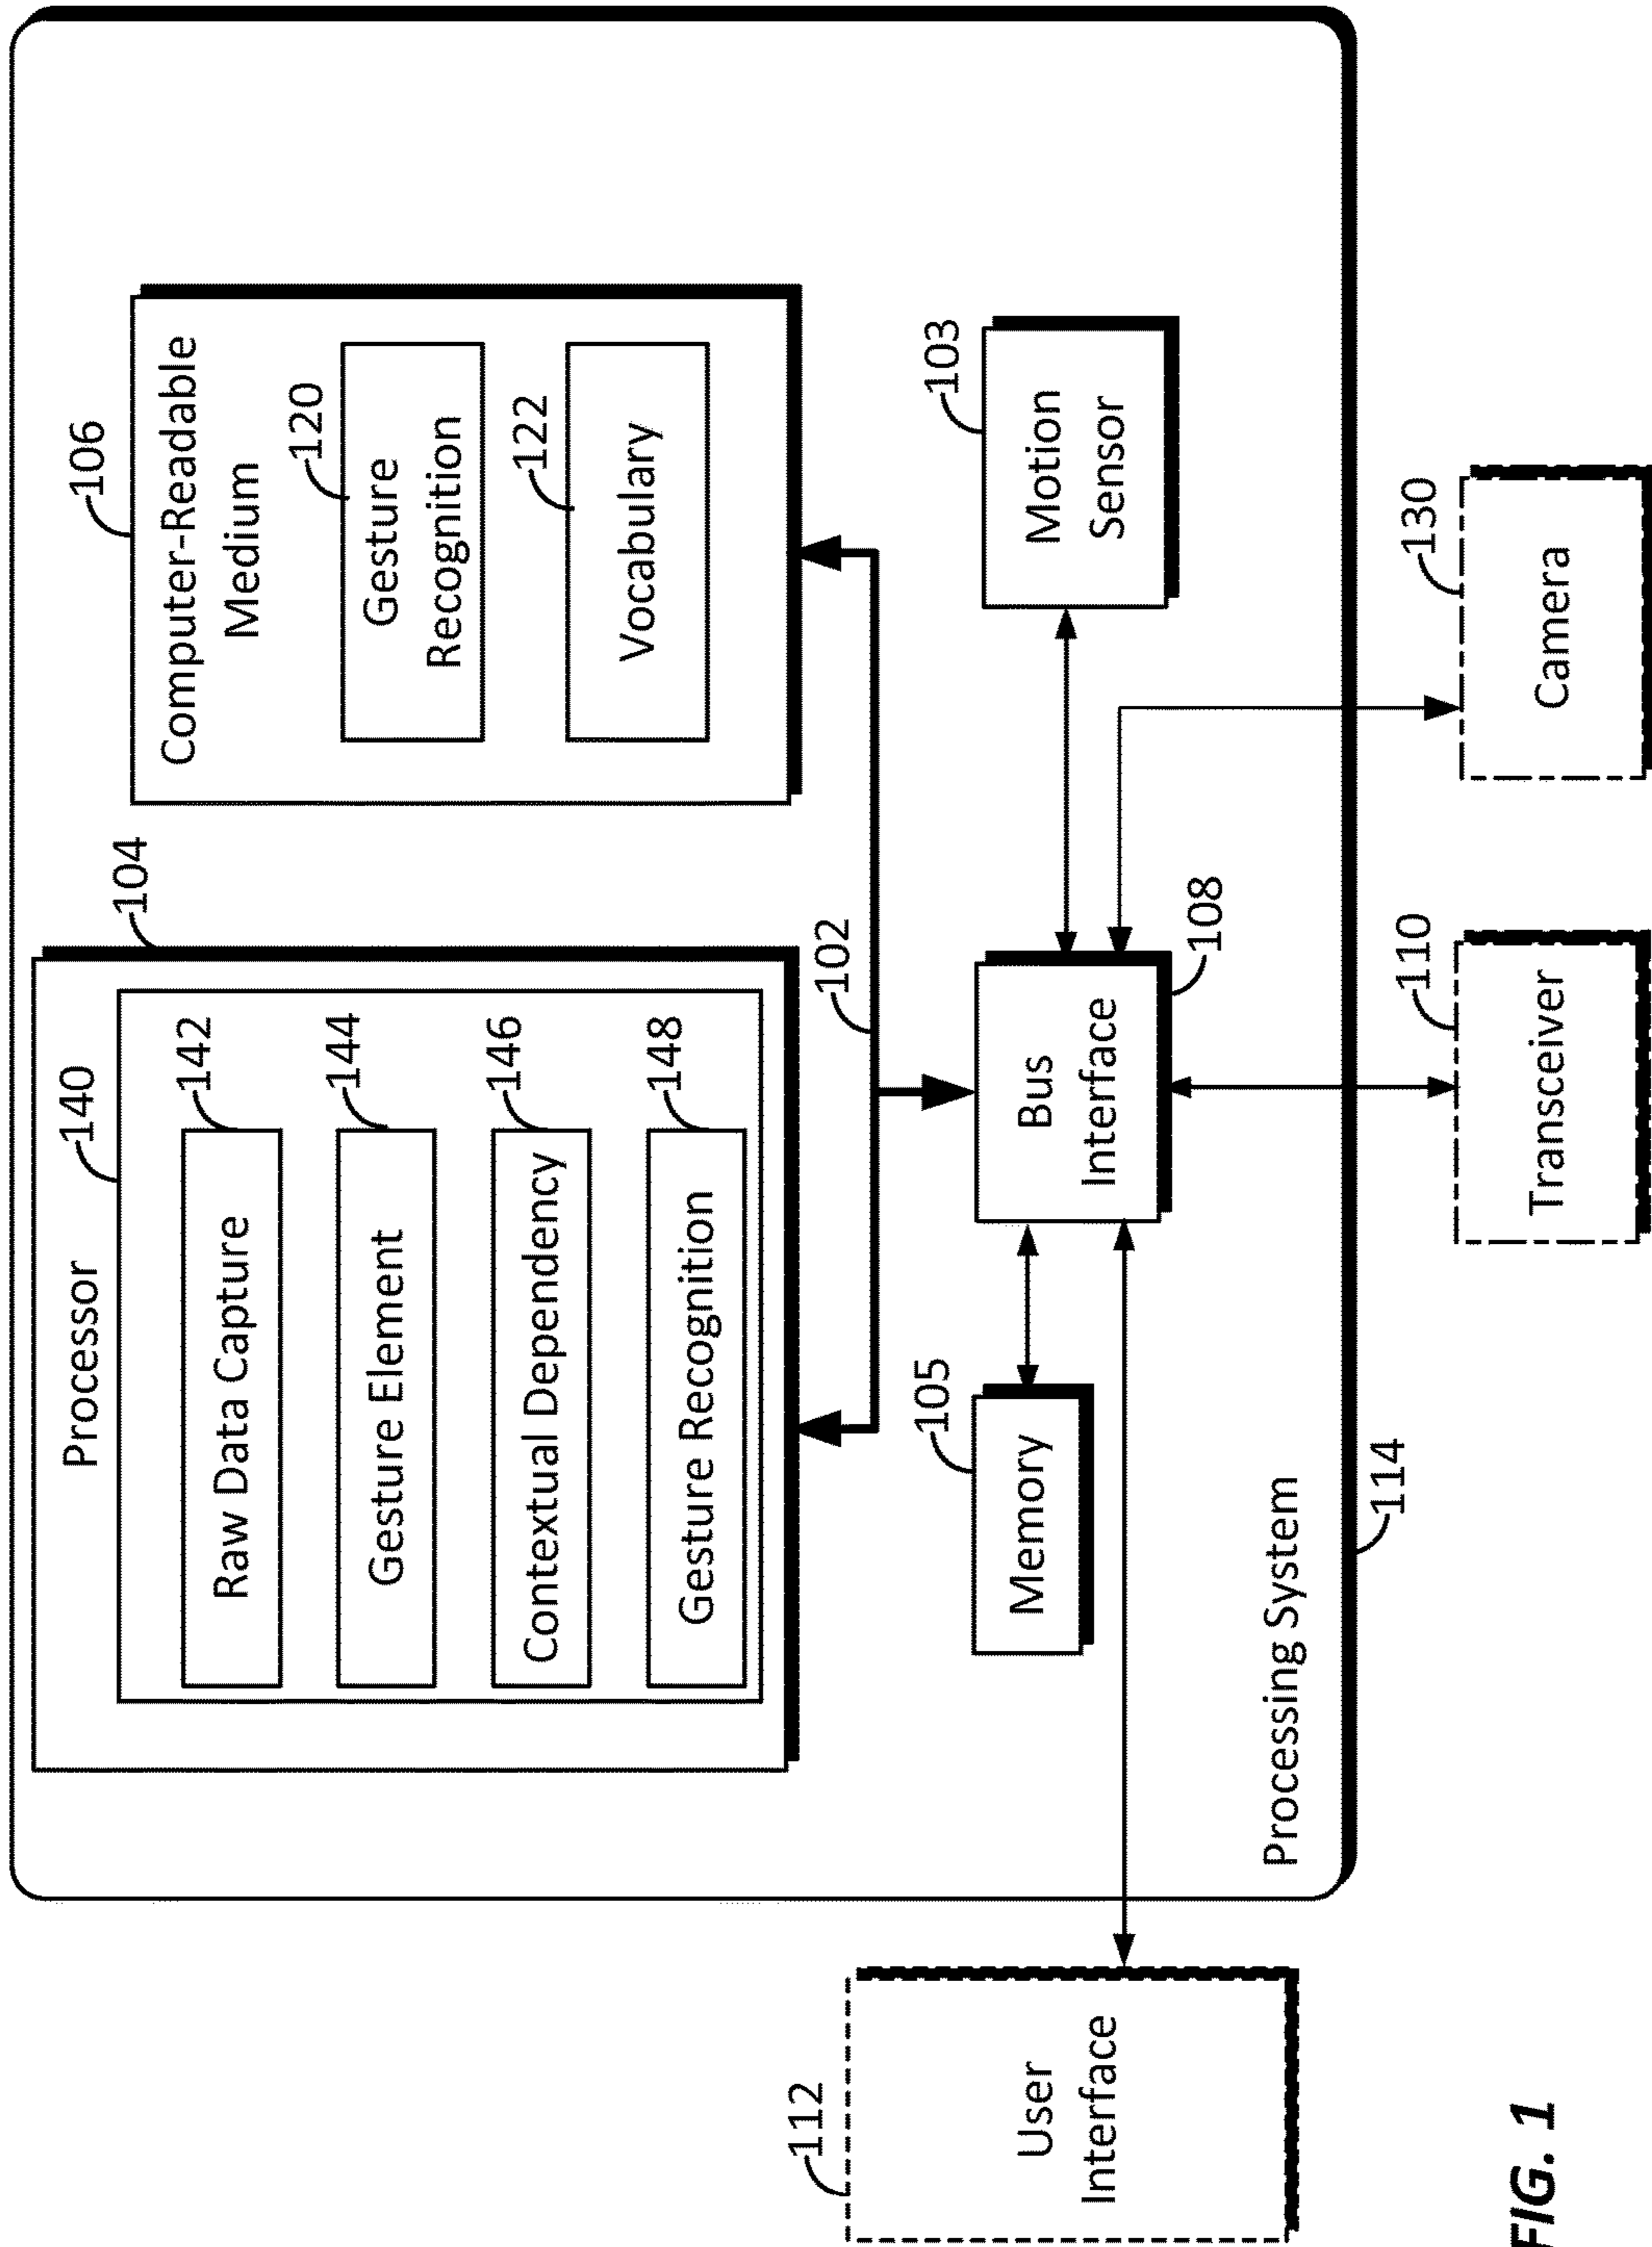 Processor
140
104
Raw Data Capture
142
Gesture Element
144
Contextual Dependency
146
Gesture Recognition
148
106
Computer-Readable
Medium
120
Gesture
Recognition
122
Vocabulary
102
105
Memory
Bus
Interface
108
103
Motion
Sensor
Processing System
114
112
User
Interface
110
Transceiver
130
Camera
FIG. 1